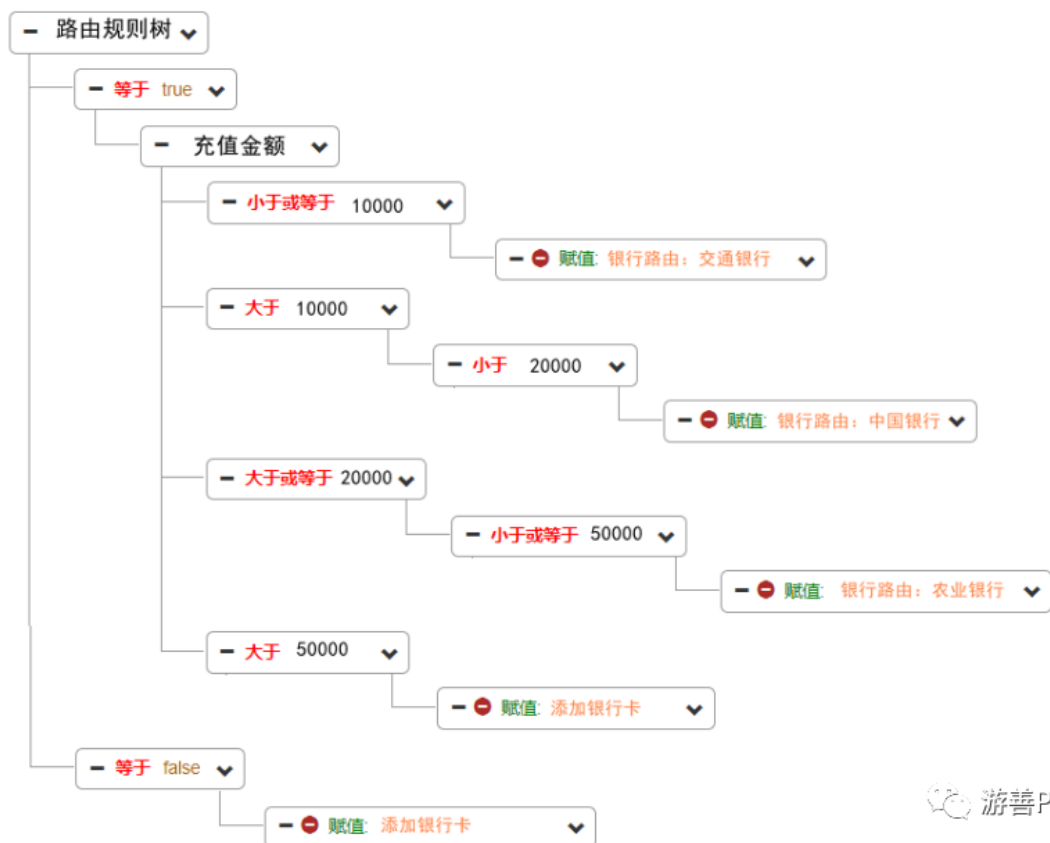 路由规则树
等于 true
充值金额
小于或等于 10000
赋值: 银行路由：交通银行
大于 10000
小于 20000
赋值: 银行路由：中国银行
大于或等于 20000
小于或等于 50000
赋值: 银行路由：农业银行
大于 50000
赋值: 添加银行卡
等于 false
游善P
赋值: 添加银行卡